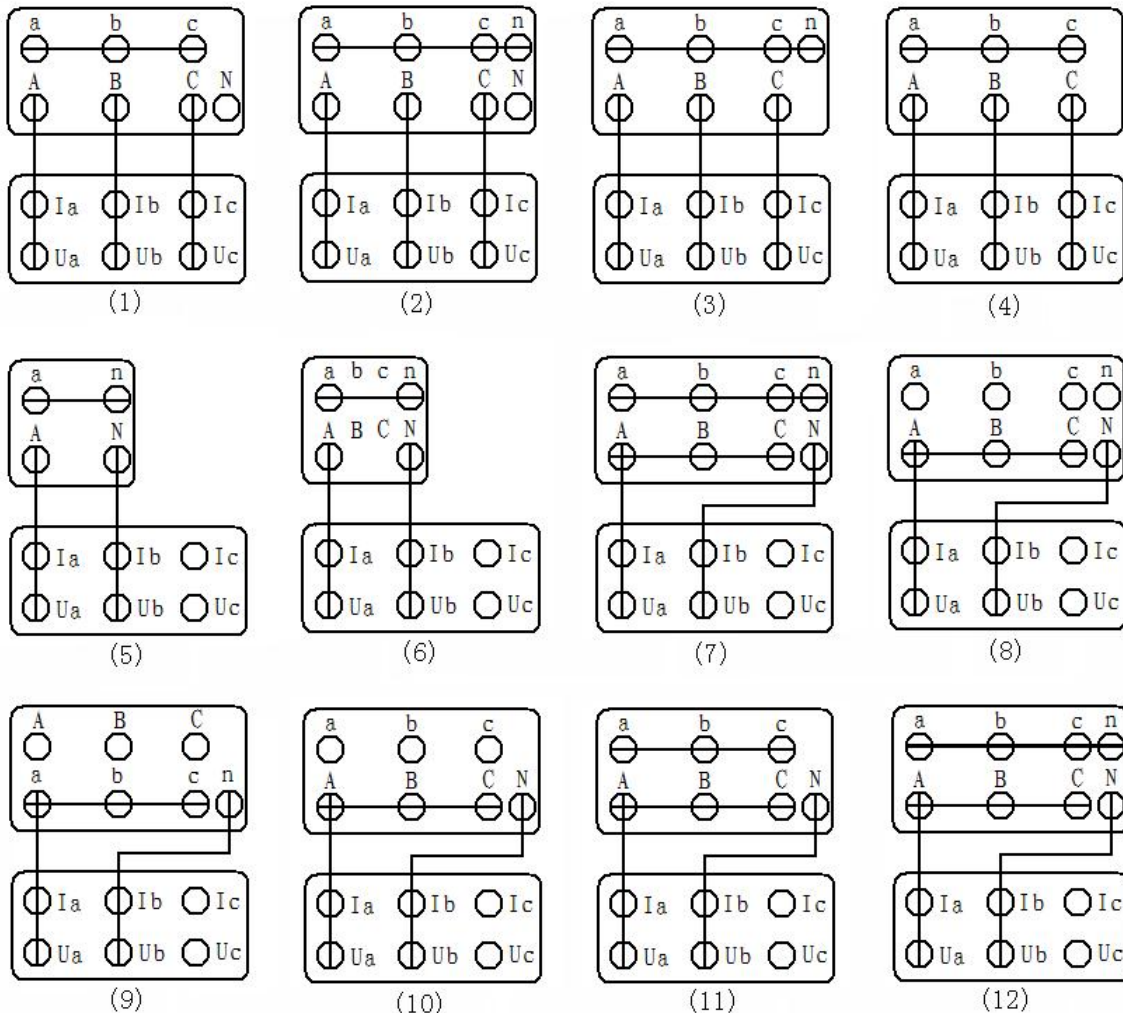 a b c a b c n a b c n a b c
A B C N A B C N A B C A B C
Ia Ib Ic Ia Ib Ic Ia Ib Ic Ia Ib Ic
Ua Ub Uc Ua Ub Uc Ua Ub Uc Ua Ub Uc
(1) (2) (3) (4)
a n a b c n a b c n a b c n
A N A B C N A B C N A B C N
Ia Ib Ic Ia Ib Ic Ia Ib Ic Ia Ib Ic
Ua Ub Uc Ua Ub Uc Ua Ub Uc Ua Ub Uc
(5) (6) (7) (8)
A B C a b c a b c a b c n
a b c n A B C N A B C N A B C N
Ia Ib Ic Ia Ib Ic Ia Ib Ic Ia Ib Ic
Ua Ub Uc Ua Ub Uc Ua Ub Uc Ua Ub Uc
(9) (10) (11) (12)